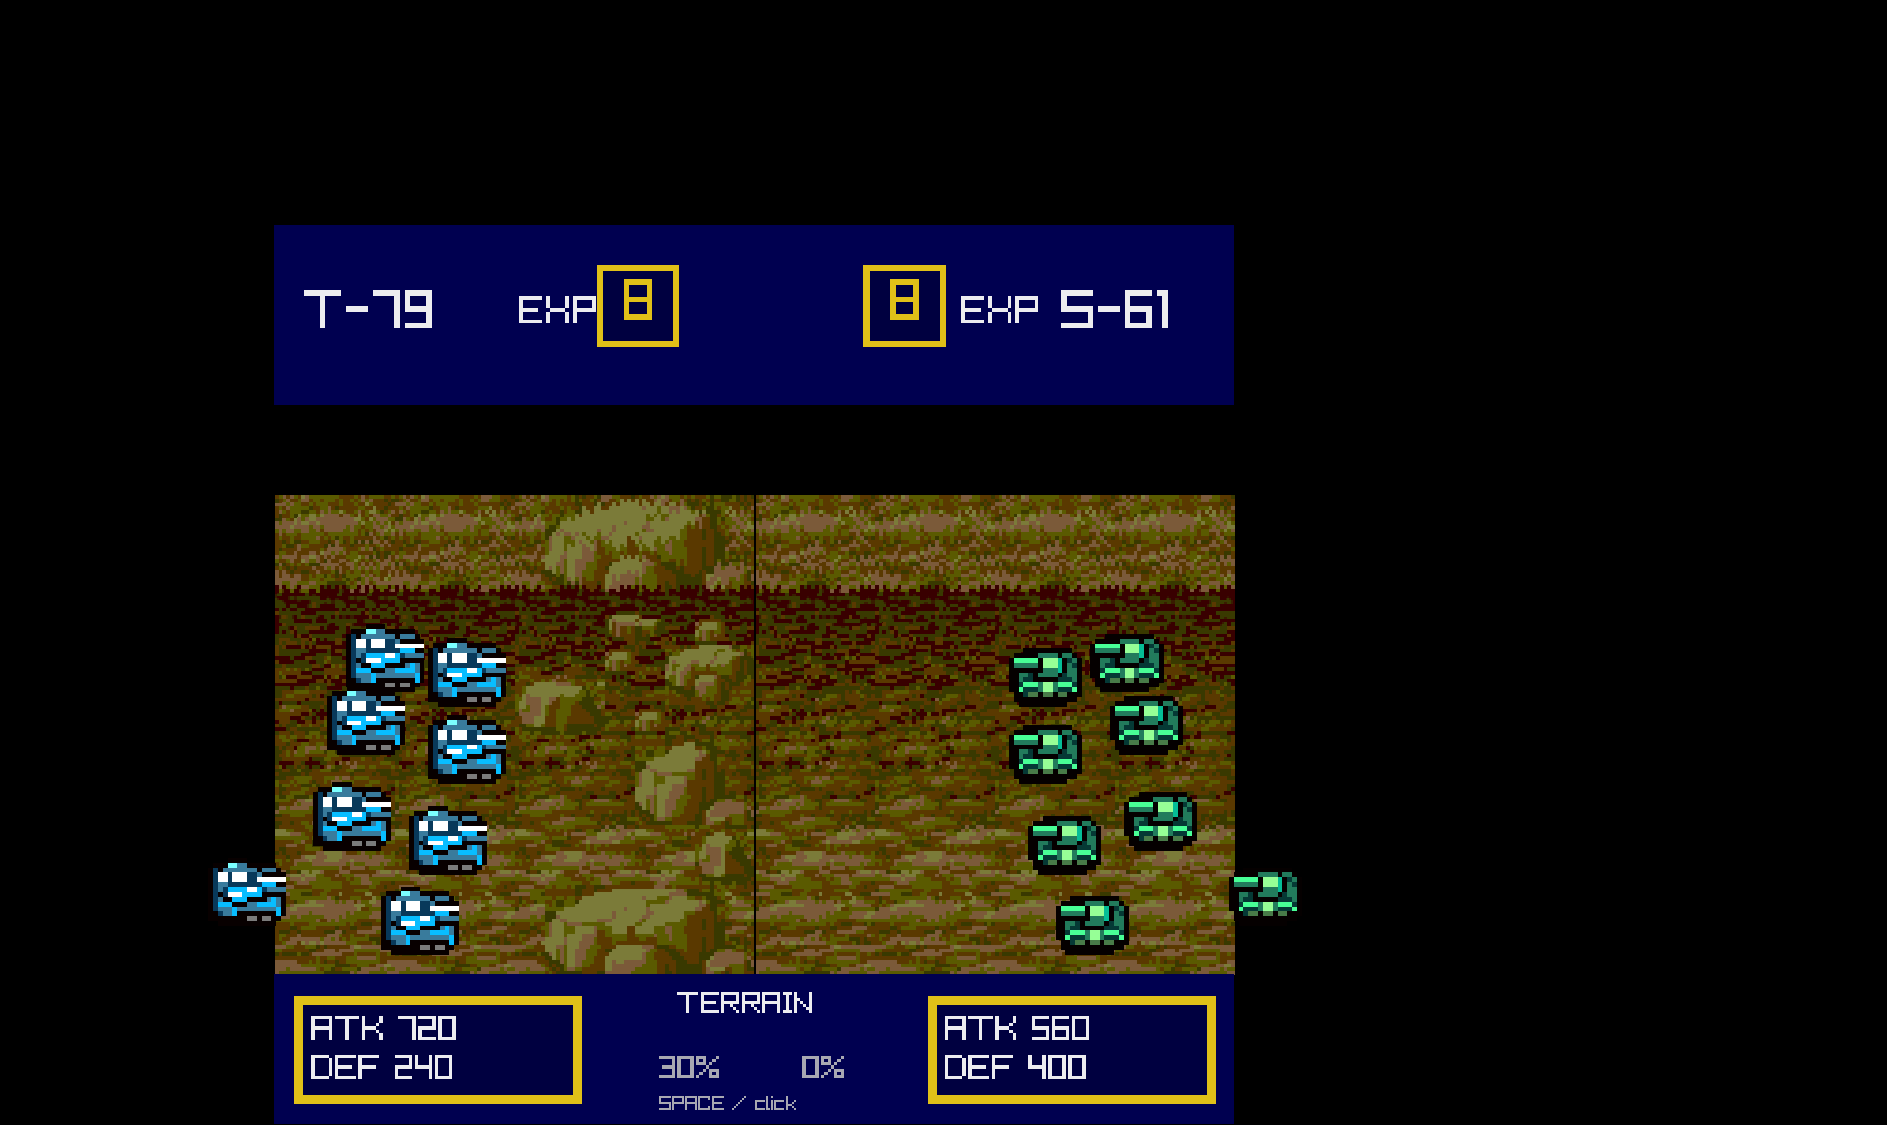 T-79 EXP 8 8 EXP S-61
TERRAIN
ATK 720
DEF 240
30% 0%
SPACE / click
ATK 560
DEF 400